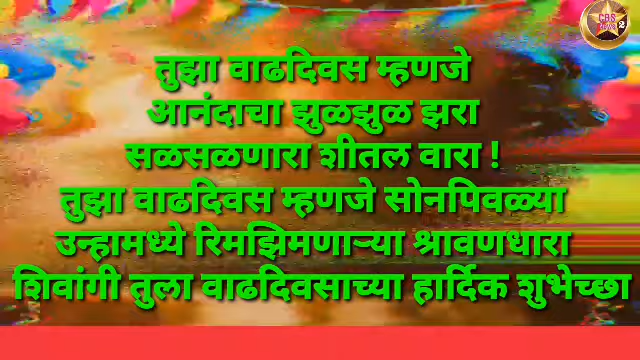 तुझा वाढदिवस म्हणजे
आनंदाचा झुळझुळ झरा
सळसळणारा शीतल वारा !
तुझा वाढदिवस म्हणजे सोनपिवळ्या
उन्हामध्ये रिमझिमणाऱ्या श्रावणधारा
शिवांगी तुला वाढदिवसाच्या हार्दिक शुभेच्छा